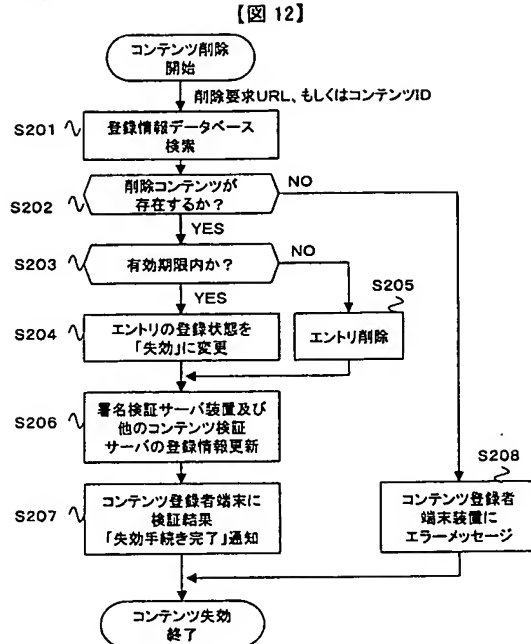 【図 12】
コンテンツ削除
開始
削除要求URL、もしくはコンテンツID
S201
登録情報データベース
検索
S202
削除コンテンツが
存在するか?
NO
YES
S203
有効期限内か?
NO
YES
S205
S204
エントリの登録状態を
「失効」に変更
エントリ削除
S206
署名検証サーバ装置及び
他のコンテンツ検証
サーバの登録情報更新
S208
S207
コンテンツ登録者端末に
検証結果
「失効手続き完了」通知
コンテンツ登録者
端末装置に
エラーメッセージ
コンテンツ失効
終了